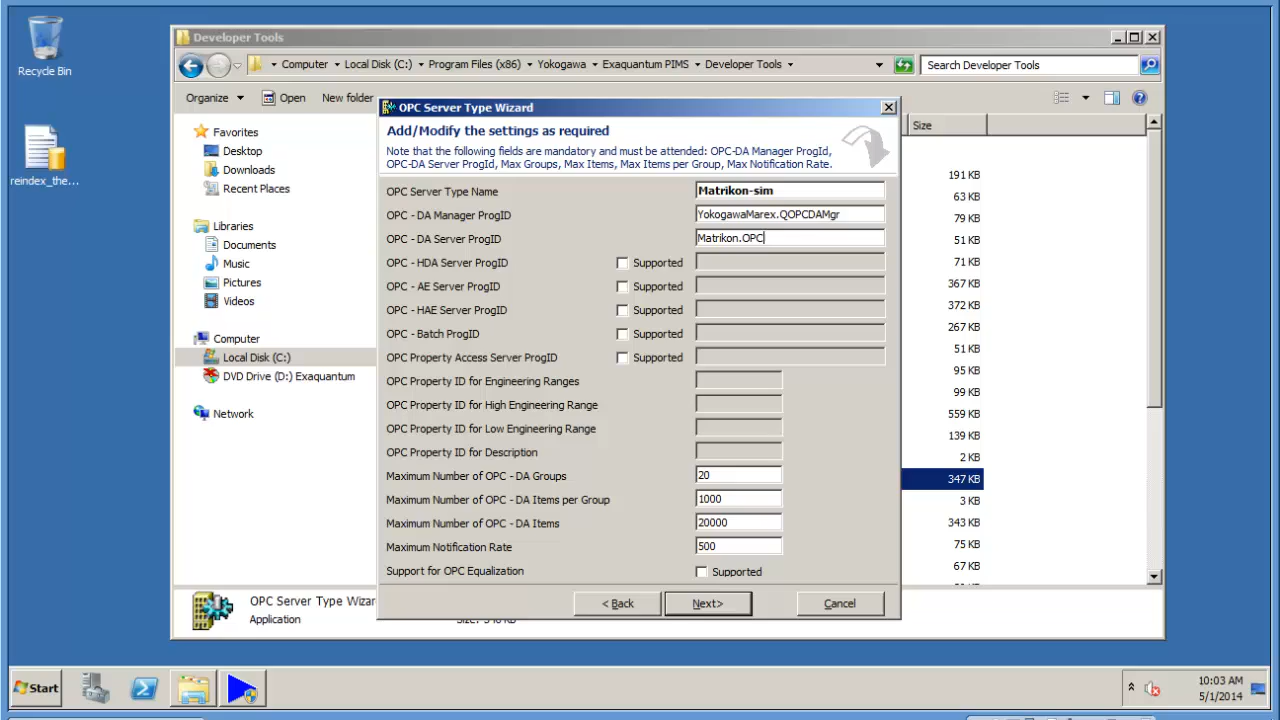 Recycle Bin
reindex_the...
Developer Tools
Computer
Local Disk (C:)
Program Files (x86)
Yokogawa
Exaquantum PIMS
Developer Tools
Search Developer Tools
Organize
Open
New folder
Favorites
Desktop
Downloads
Recent Places
Libraries
Documents
Music
Pictures
Videos
Computer
Local Disk (C:)
DVD Drive (D:) Exaquantum
Network
OPC Server Type Wizard
Add/Modify the settings as required
Note that the following fields are mandatory and must be attended: OPC-DA Manager ProgId,
OPC-DA Server ProgId, Max Groups, Max Items, Max Items per Group, Max Notification Rate.
OPC Server Type Name
Matrikon-sim
OPC - DA Manager ProgID
YokogawaMarex.QOPCDAMgr
OPC - DA Server ProgID
Matrikon.OPC
OPC - HDA Server ProgID
Supported
OPC - AE Server ProgID
Supported
OPC - HAE Server ProgID
Supported
OPC - Batch ProgID
Supported
OPC Property Access Server ProgID
Supported
OPC Property ID for Engineering Ranges
OPC Property ID for High Engineering Range
OPC Property ID for Low Engineering Range
OPC Property ID for Description
Maximum Number of OPC - DA Groups
20
Maximum Number of OPC - DA Items per Group
1000
Maximum Number of OPC - DA Items
20000
Maximum Notification Rate
500
Support for OPC Equalization
Supported
< Back
Next>
Cancel
Size
191 KB
63 KB
79 KB
51 KB
71 KB
367 KB
372 KB
267 KB
51 KB
95 KB
99 KB
559 KB
139 KB
2 KB
347 KB
3 KB
343 KB
75 KB
67 KB
OPC Server Type Wizar
Application
Start
10:03 AM
5/1/2014